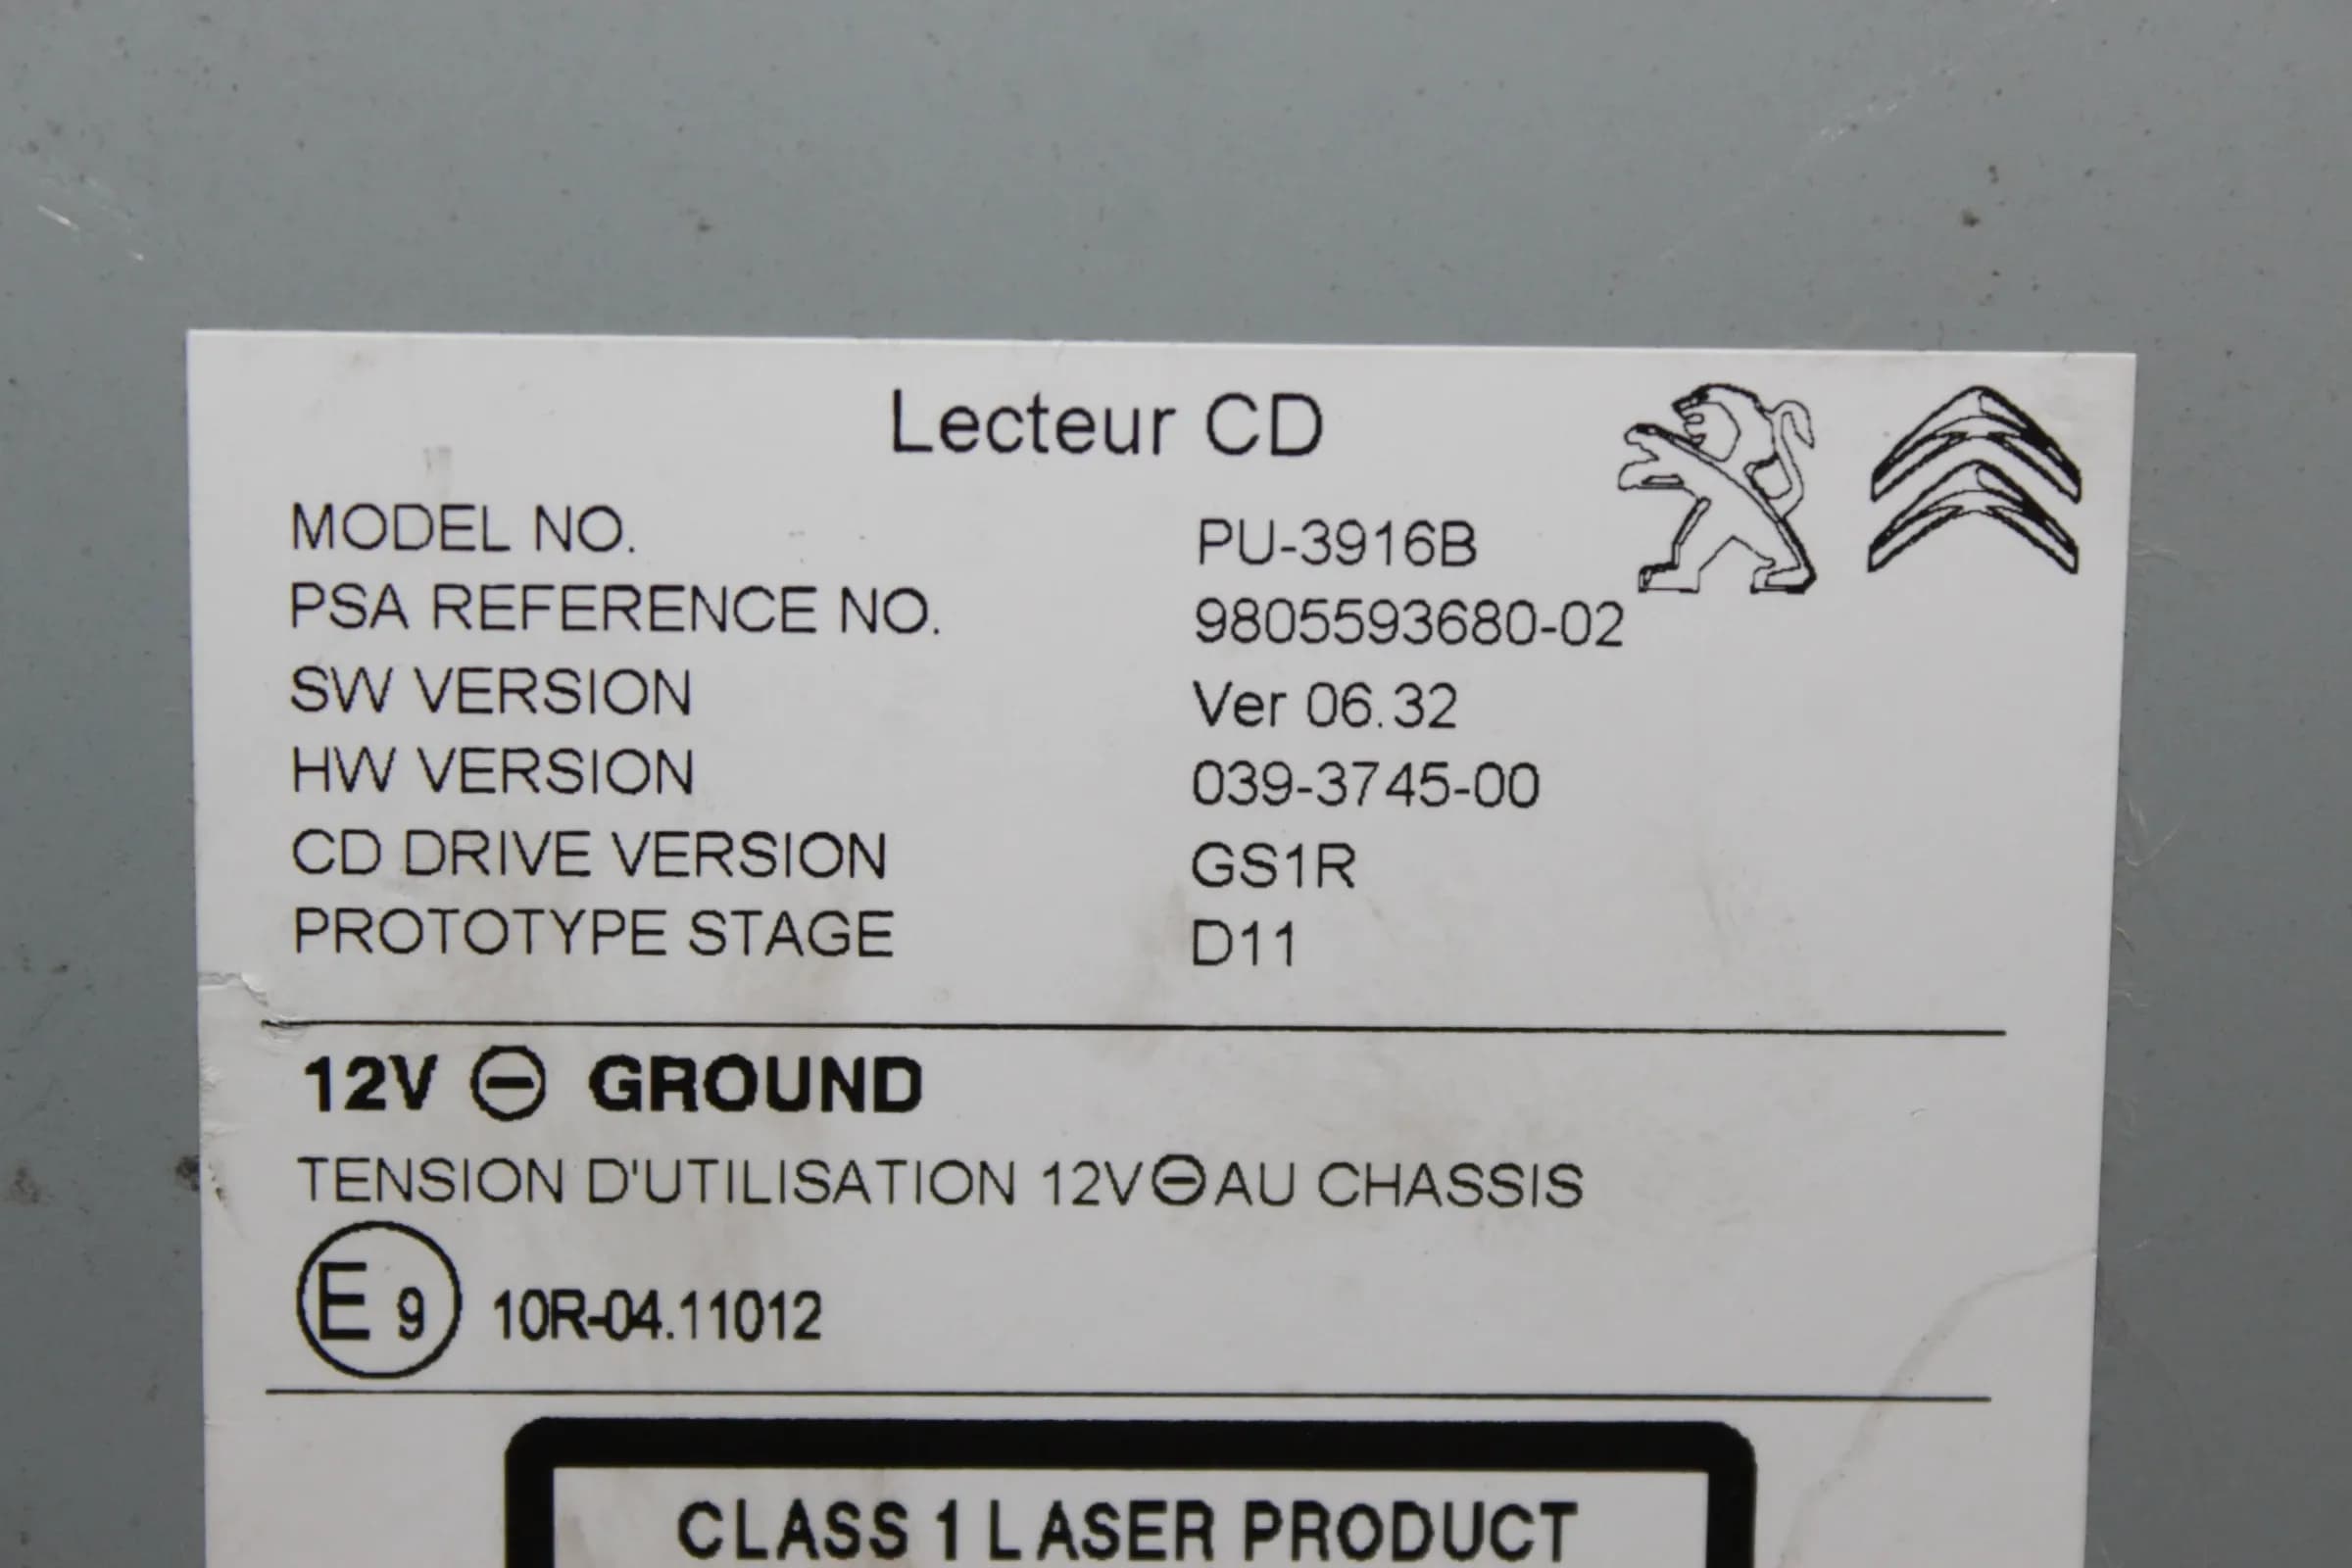 Lecteur CD
MODEL NO. PU-3916B
PSA REFERENCE NO. 9805593680-02
SW VERSION Ver 06.32
HW VERSION 039-3745-00
CD DRIVE VERSION GS1R
PROTOTYPE STAGE D11
12V ⊖ GROUND
TENSION D'UTILISATION 12V⊖AU CHASSIS
E9 10R-04.11012
CLASS 1 LASER PRODUCT